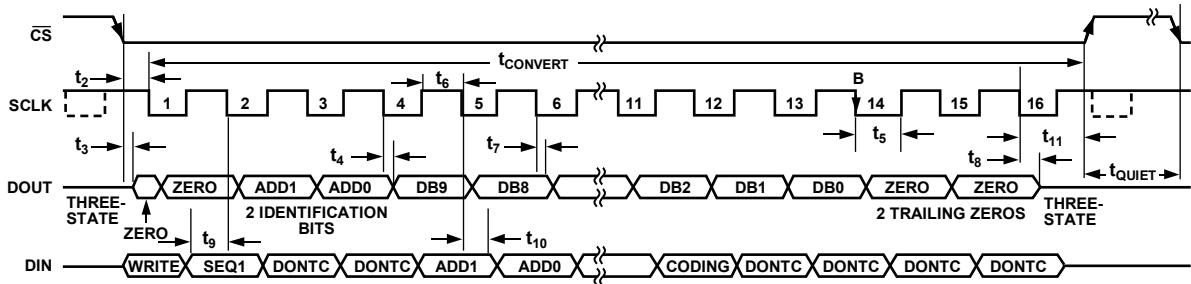 CS
tCONVERT
t2
t6
B
SCLK
1 2 3 4 5 6 11 12 13 14 15 16
t3
t4
t7
t5
t8
t11
DOUT
ZERO ADD1 ADD0 DB9 DB8 DB2 DB1 DB0 ZERO ZERO
tQUIET
THREE-
STATE
ZERO
2 IDENTIFICATION
BITS
2 TRAILING ZEROS
THREE-
STATE
t9
t10
DIN
WRITE SEQ1 DONTC DONTC ADD1 ADD0 CODING DONTC DONTC DONTC DONTC